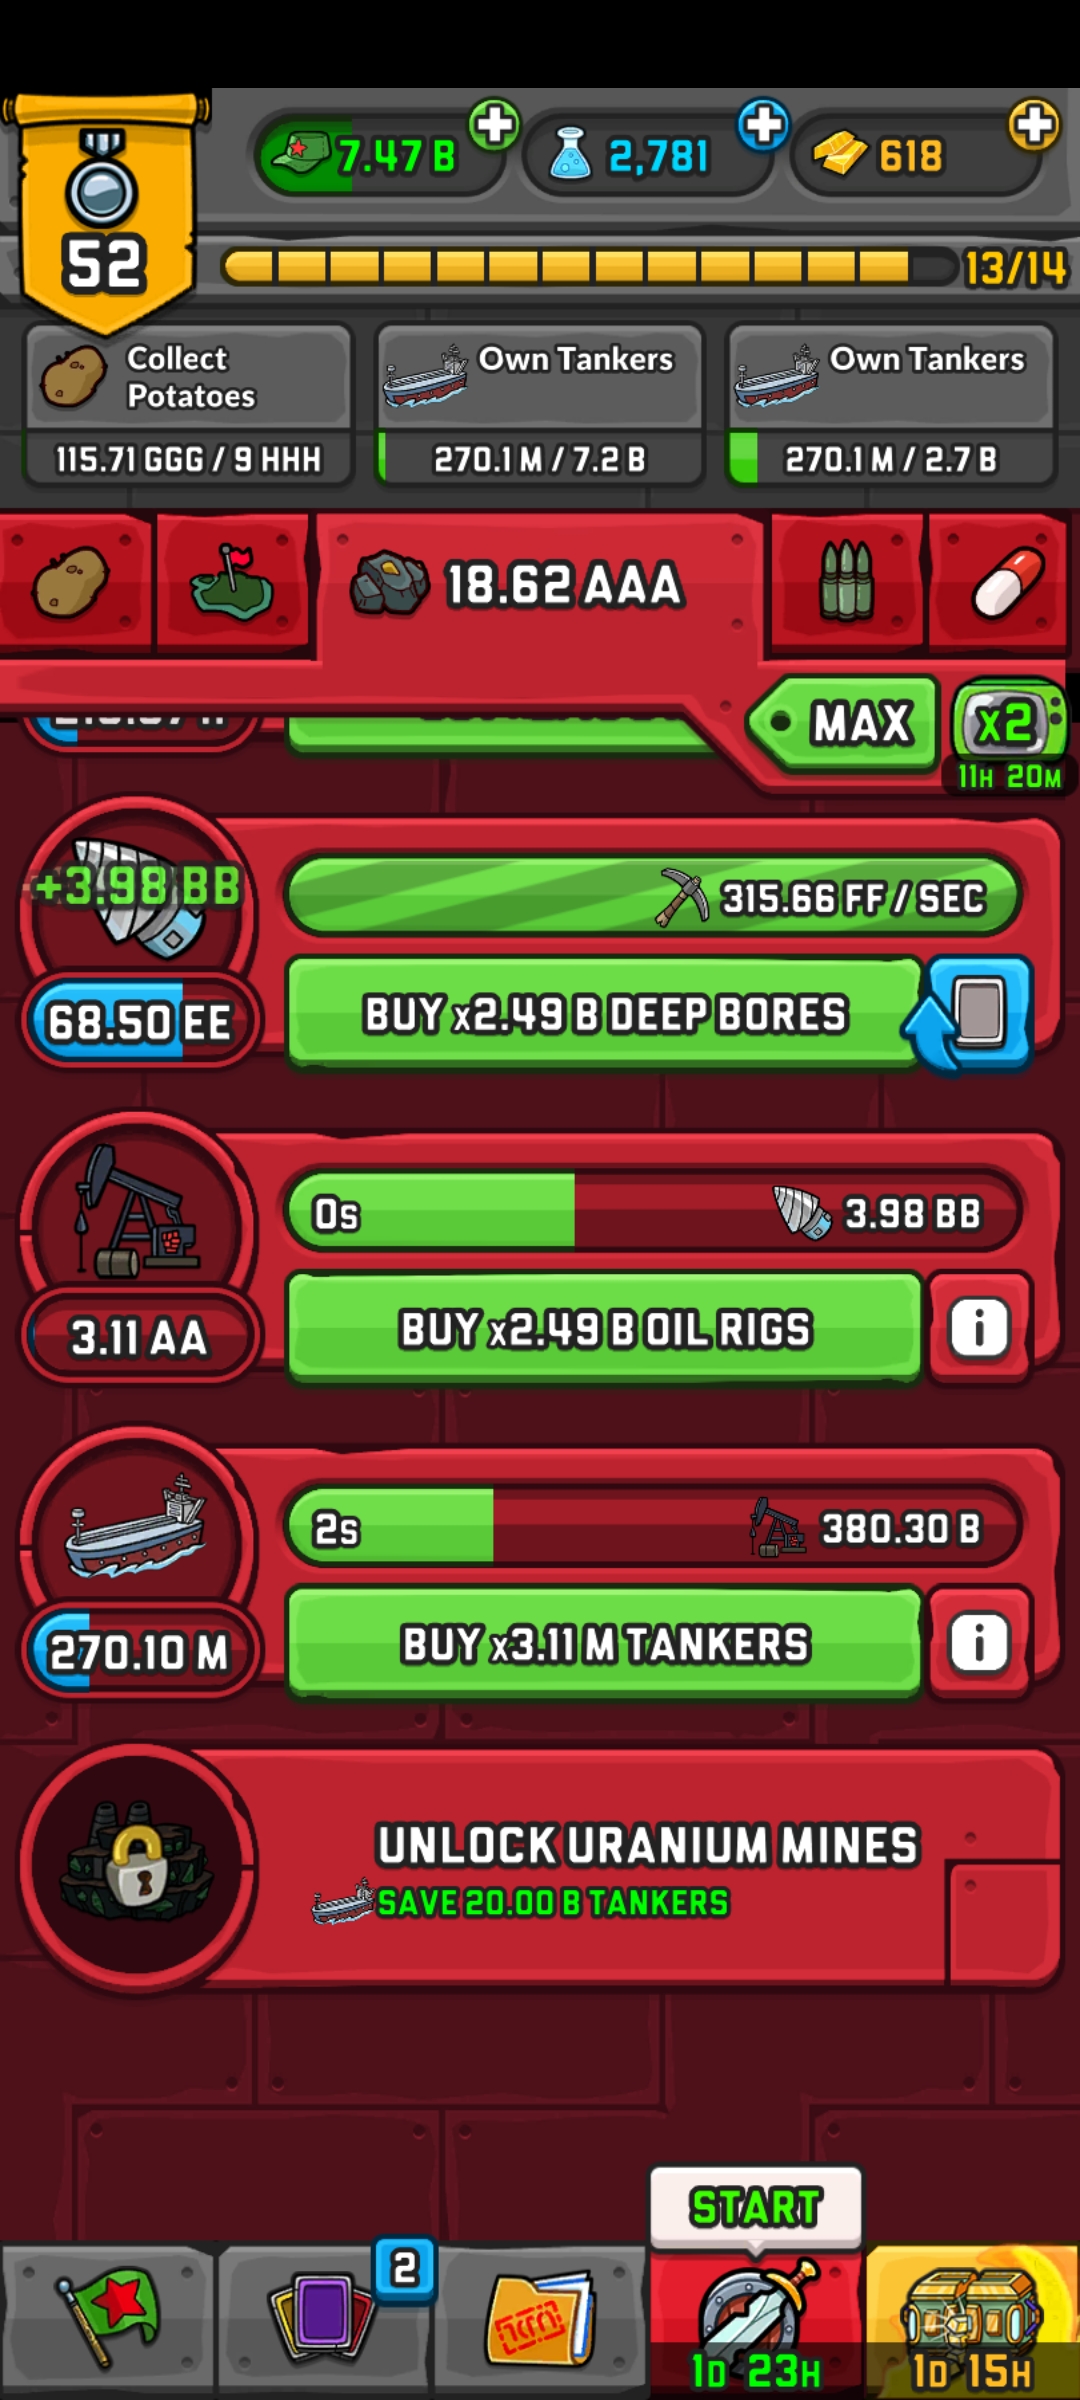 7.47 B
2,781
618
52
13/14
Collect
Potatoes
115.71 GGG / 9 HHH
Own Tankers
270.1 M / 7.2 B
Own Tankers
270.1 M / 2.7 B
18.62 AAA
MAX
x2
11H 20M
+3.98 BB
315.66 FF / SEC
68.50 EE
BUY x2.49 B DEEP BORES
0s
3.98 BB
3.11 AA
BUY x2.49 B OIL RIGS
i
2s
380.30 B
270.10 M
BUY x3.11 M TANKERS
i
UNLOCK URANIUM MINES
SAVE 20.00 B TANKERS
START
2
1D 23H
1D 15H